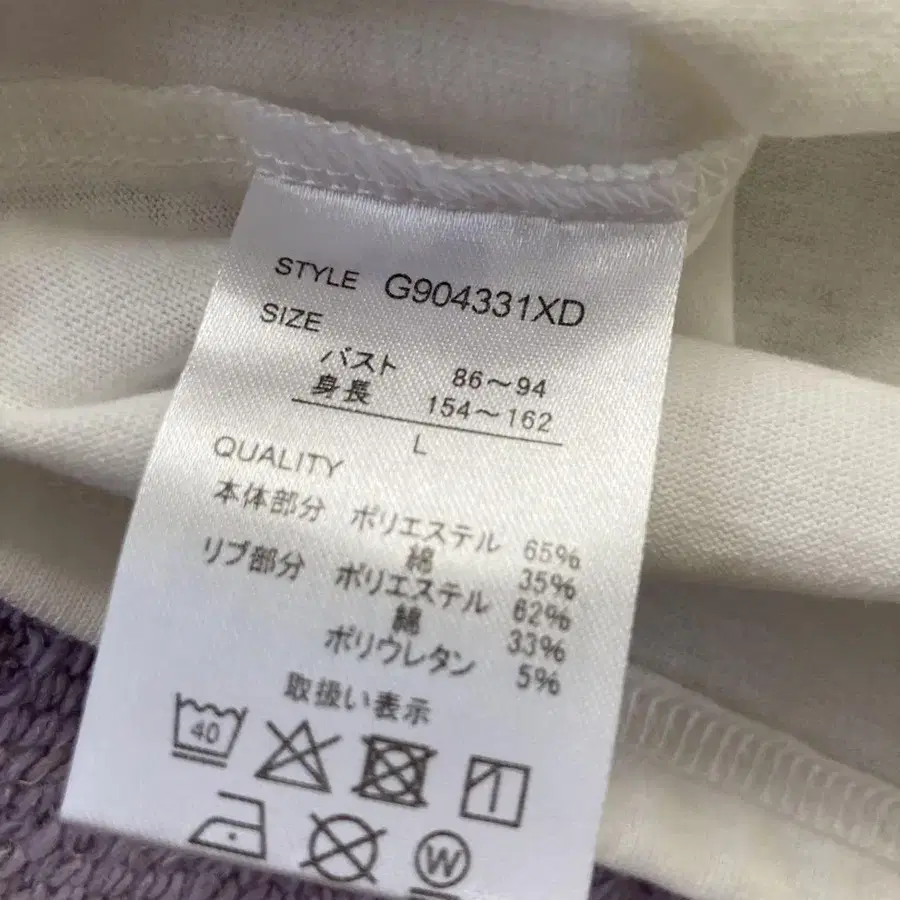 STYLE G904331XD
SIZE
バスト 86～94
身長 154～162
L
QUALITY
本体部分 ポリエステル 65%
綿 35%
リブ部分 ポリエステル 62%
綿 33%
ポリウレタン 5%
取扱い表示
40
W